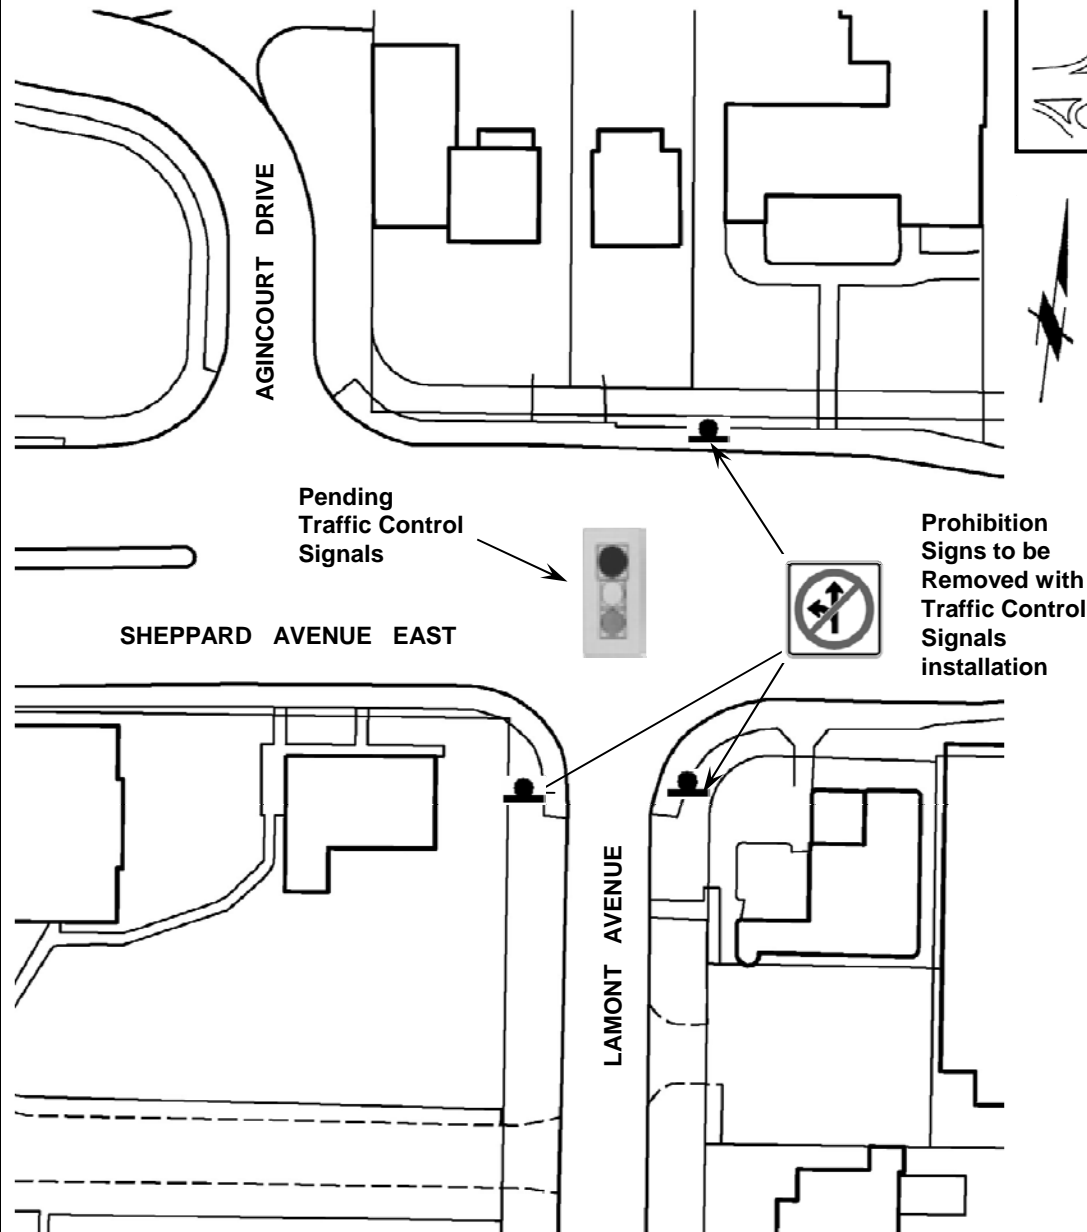 AGINCOURT DRIVE
Pending
Traffic Control
Signals
Prohibition
Signs to be
Removed with
Traffic Control
Signals
installation
SHEPPARD AVENUE EAST
LAMONT AVENUE